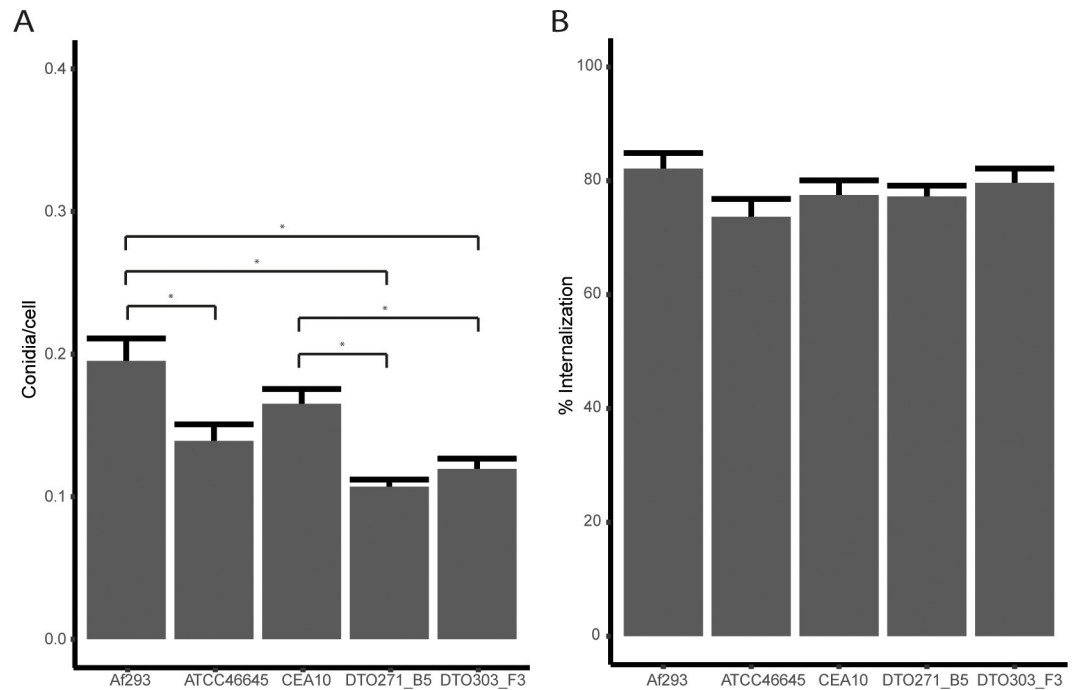 A
Conidia/cell
0.4
0.3
0.2
0.1
0.0
*
*
*
*
*
Af293 ATCC46645 CEA10 DTO271_B5 DTO303_F3
B
% Internalization
100
80
60
40
20
0
Af293 ATCC46645 CEA10 DTO271_B5 DTO303_F3